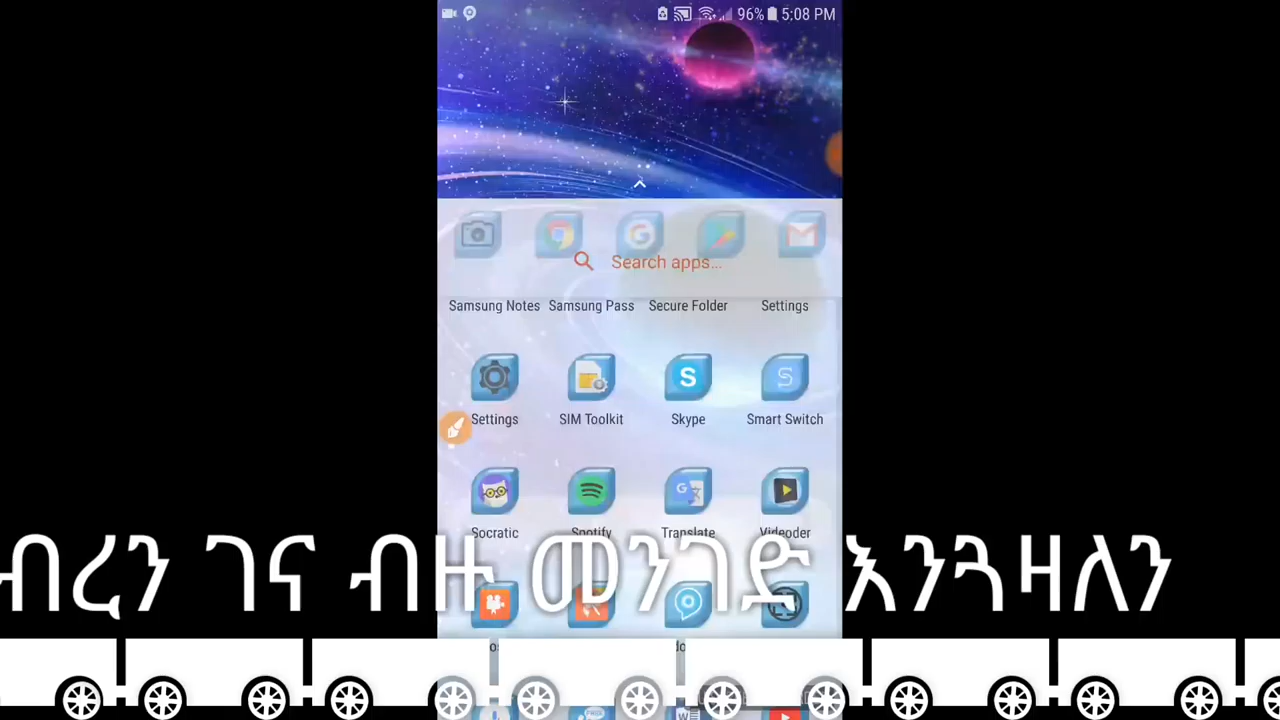 96% 5:08 PM
Search apps...
Samsung Notes Samsung Pass Secure Folder Settings
Settings SIM Toolkit Skype Smart Switch
Socratic Spotify Translate Videoder
ብረን ገና ብዙ መንገድ እንጓዛለን